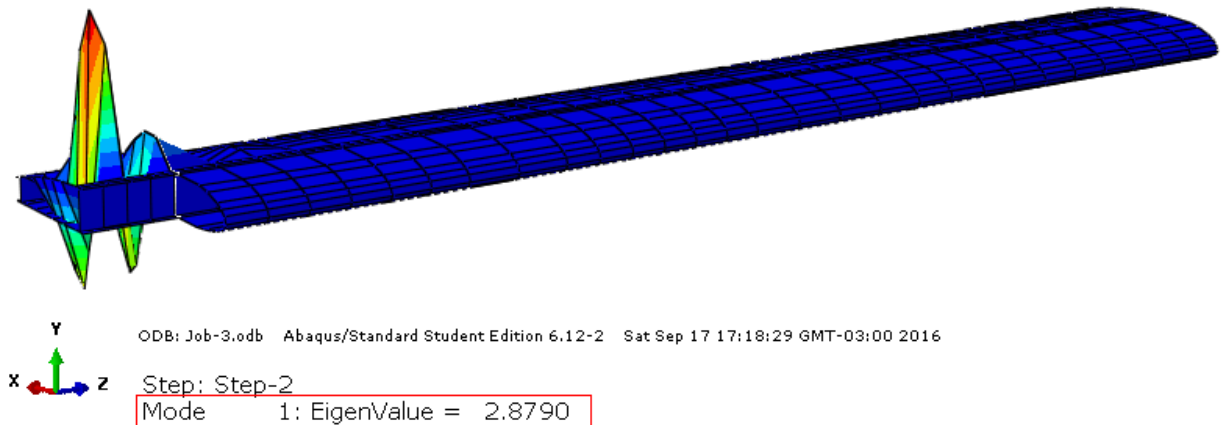 Y
ODB: Job-3.odb Abaqus/Standard Student Edition 6.12-2 Sat Sep 17 17:18:29 GMT-03:00 2016
X Z
Step: Step-2
Mode 1: EigenValue = 2.8790